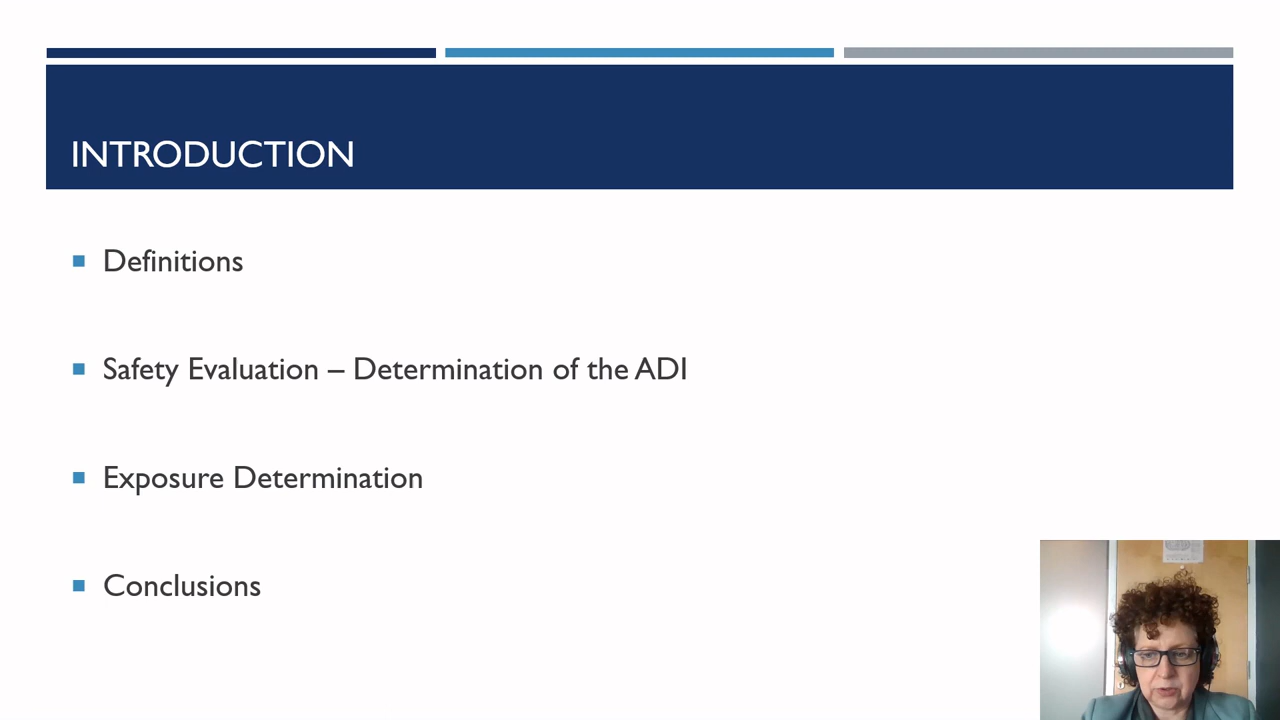 INTRODUCTION
Definitions
Safety Evaluation – Determination of the ADI
Exposure Determination
Conclusions